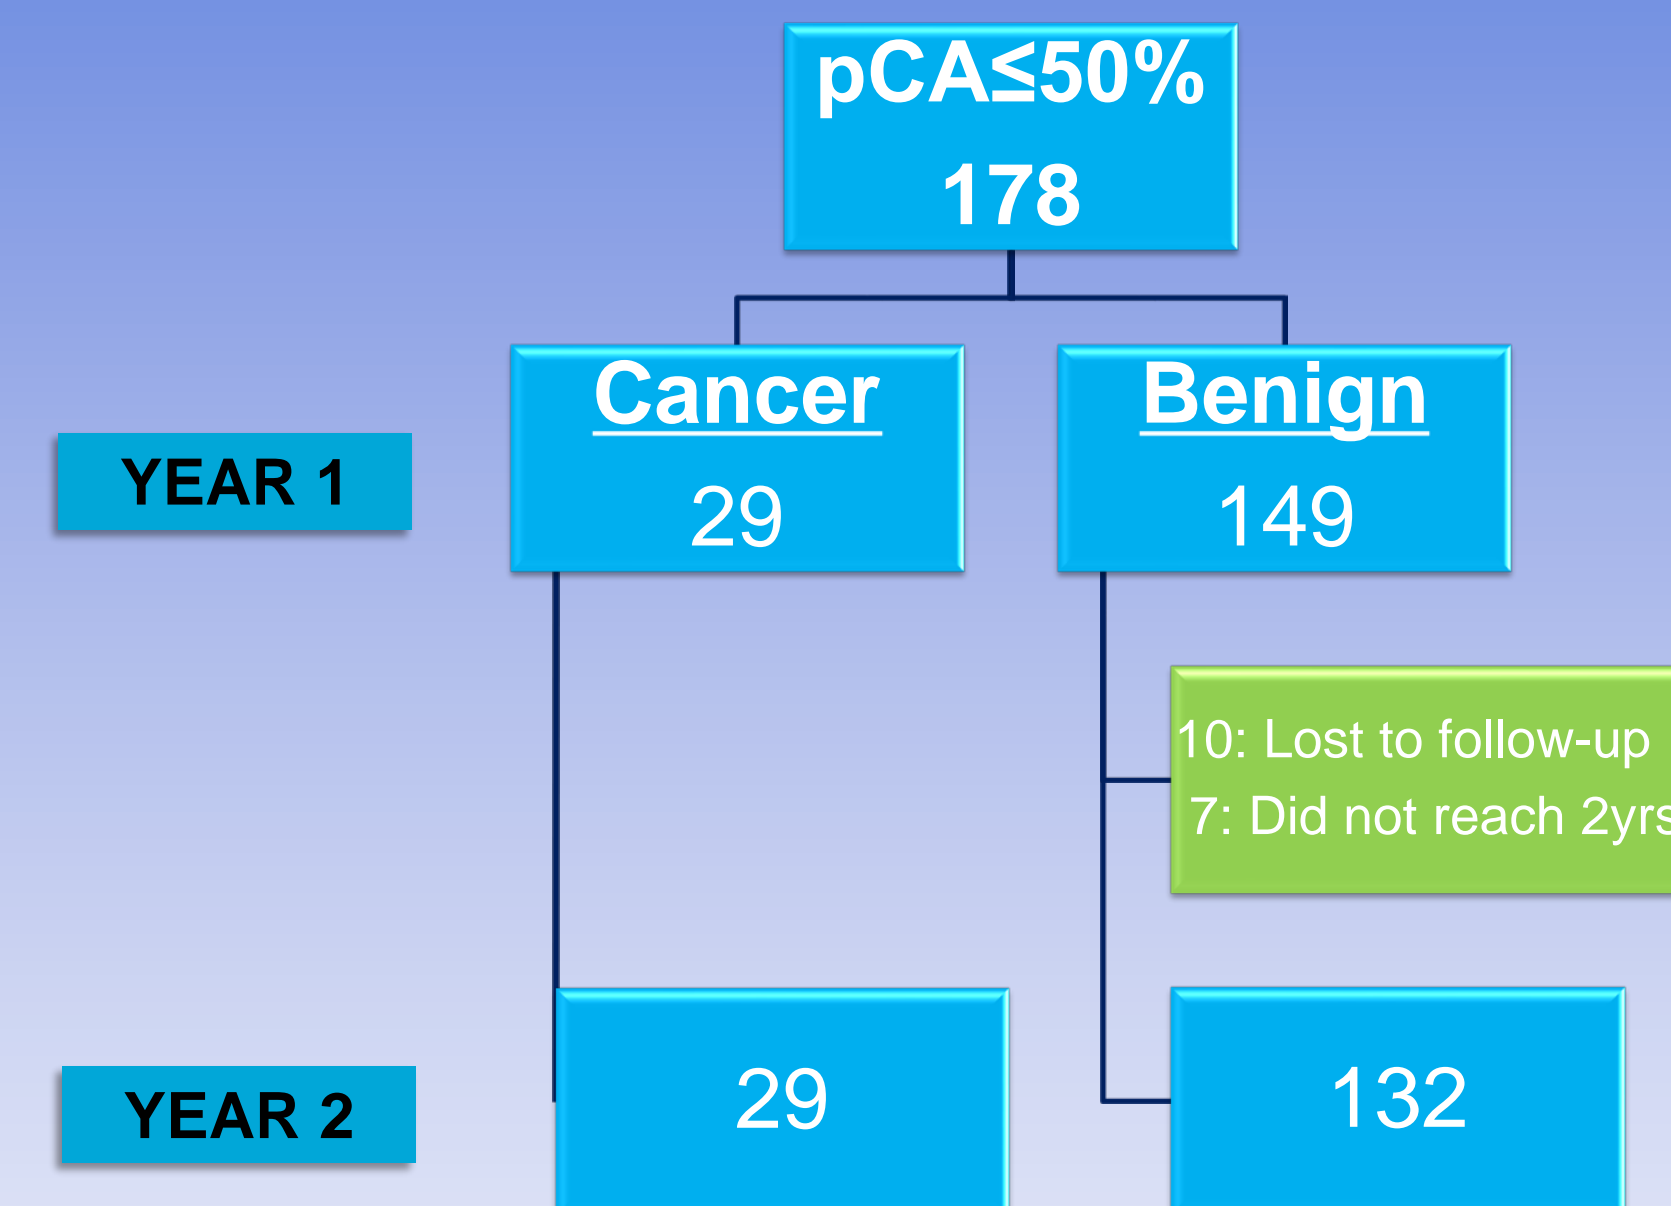 pCA≤50%
178
Cancer
29
Benign
149
YEAR 1
10: Lost to follow-up
7: Did not reach 2yrs
YEAR 2
29
132